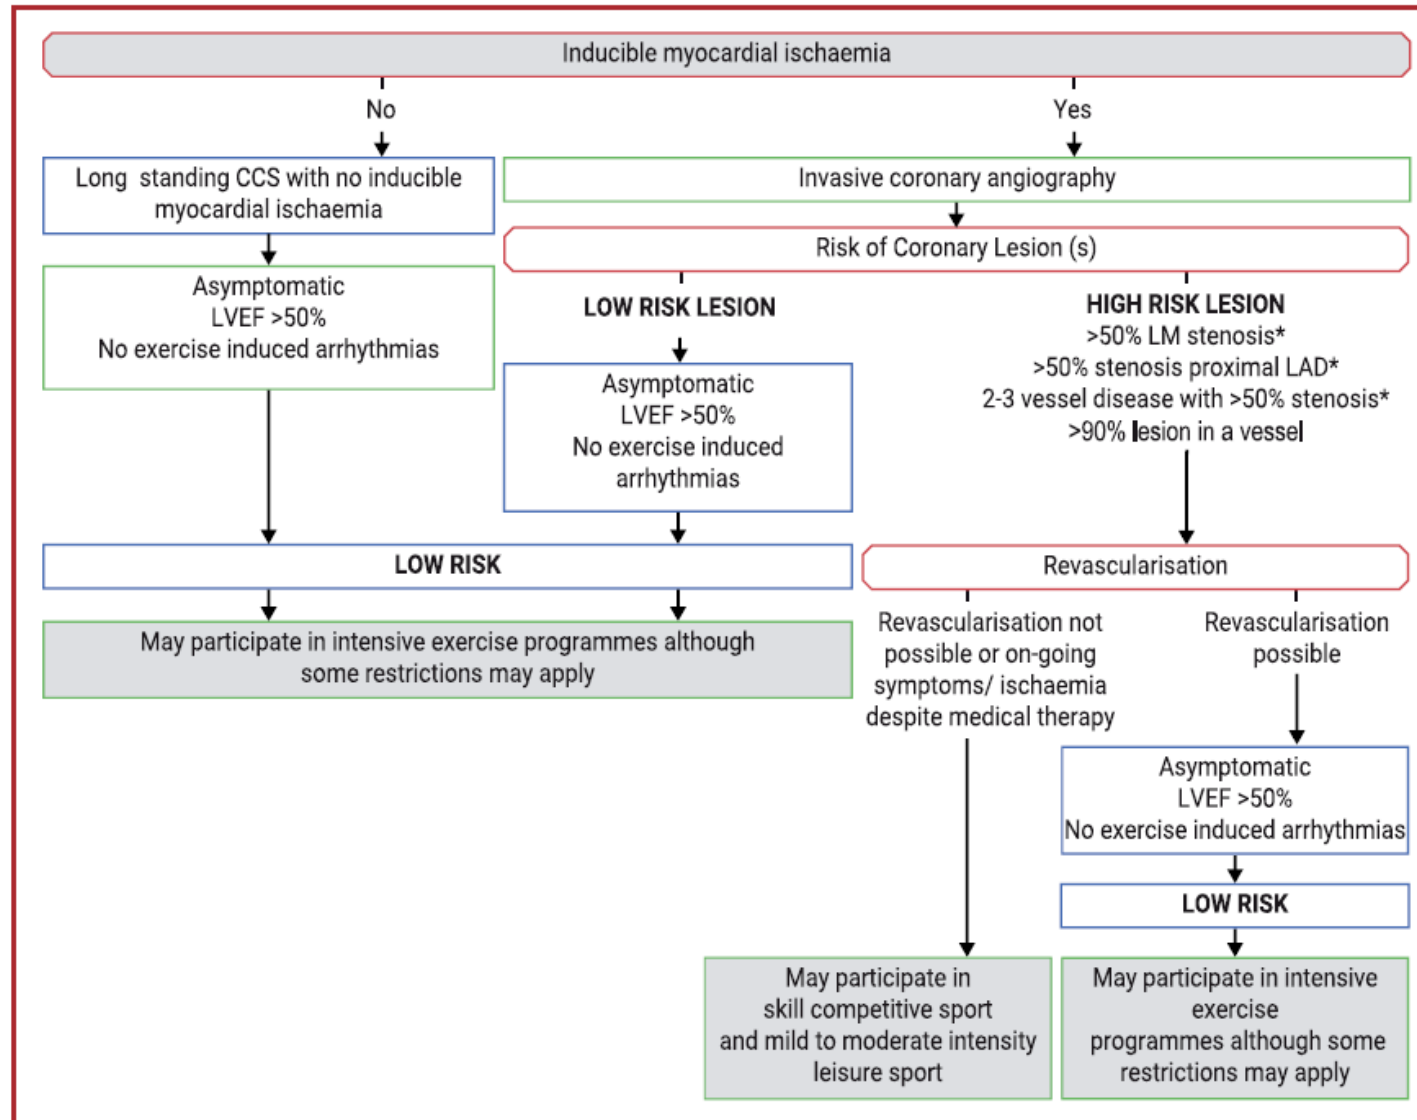 Inducible myocardial ischaemia
No
Yes
Long standing CCS with no inducible
myocardial ischaemia
Invasive coronary angiography
Risk of Coronary Lesion (s)
Asymptomatic
LVEF >50%
No exercise induced arrhythmias
LOW RISK LESION
Asymptomatic
LVEF >50%
No exercise induced
arrhythmias
HIGH RISK LESION
>50% LM stenosis*
>50% stenosis proximal LAD*
2-3 vessel disease with >50% stenosis*
>90% lesion in a vessel
LOW RISK
May participate in intensive exercise programmes although
some restrictions may apply
Revascularisation
Revascularisation not
possible or on-going
symptoms/ ischaemia
despite medical therapy
Revascularisation
possible
Asymptomatic
LVEF >50%
No exercise induced arrhythmias
LOW RISK
May participate in
skill competitive sport
and mild to moderate intensity
leisure sport
May participate in intensive
exercise
programmes although some
restrictions may apply